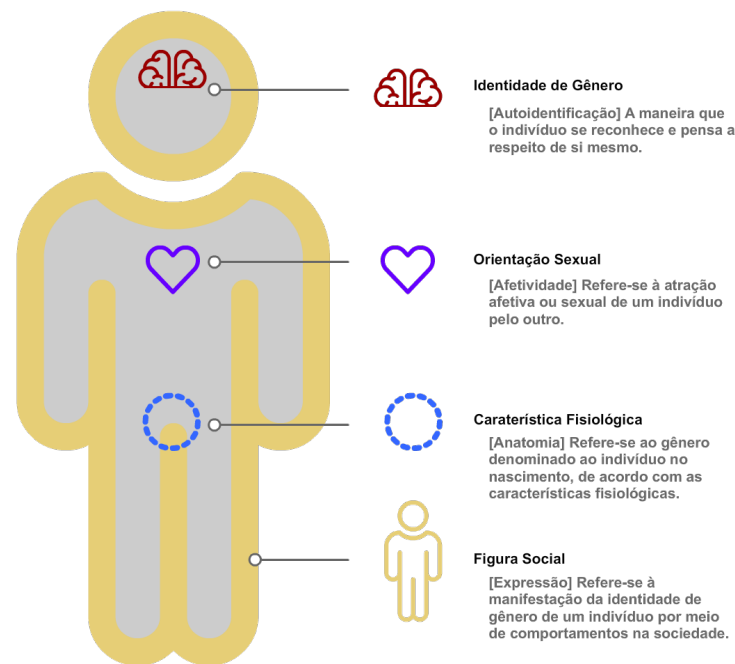 Identidade de Gênero
[Autoidentificação] A maneira que
o indivíduo se reconhece e pensa a
respeito de si mesmo.
Orientação Sexual
[Afetividade] Refere-se à atração
afetiva ou sexual de um indivíduo
pelo outro.
Caraterística Fisiológica
[Anatomia] Refere-se ao gênero
denominado ao indivíduo no
nascimento, de acordo com as
características fisiológicas.
Figura Social
[Expressão] Refere-se à
manifestação da identidade de
gênero de um indivíduo por meio
de comportamentos na sociedade.